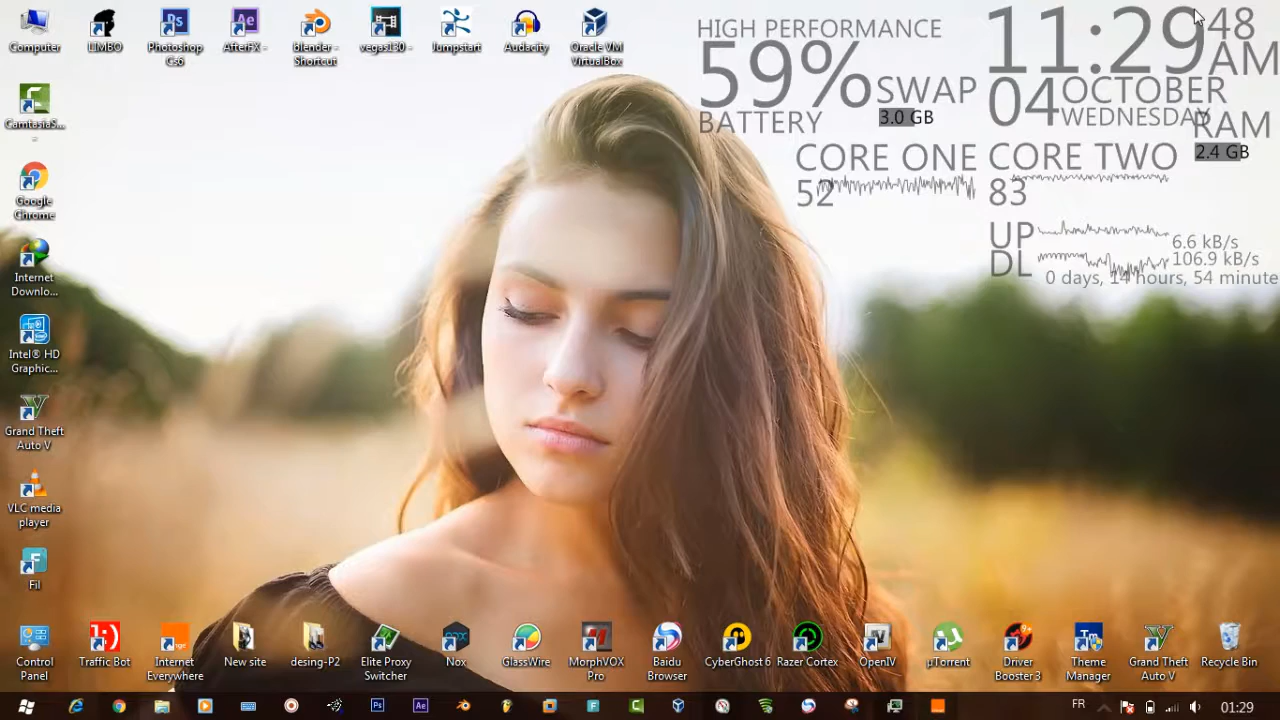 Computer
LIMBO
Photoshop
Cs6
AfterFX -
Blender -
Shortcut
vegas130 -
Jumpstart
Audacity
Oracle VM
VirtualBox
HIGH PERFORMANCE
59%
BATTERY
SWAP
3.0 GB
11:29
48
AM
04
OCTOBER
WEDNESDAY
RAM
2.4 GB
CORE ONE
52
CORE TWO
83
UP
6.6 kB/s
DL
106.9 kB/s
0 days, 14 hours, 54 minute
CamtasiaS...
Google
Chrome
Internet
Downlo...
Intel® HD
Graphic...
Grand Theft
Auto V
VLC media
player
Fil
Control
Panel
Traffic Bot
Internet
Everywhere
New site
desing-P2
Elite Proxy
Switcher
Nox
GlassWire
MorphVOX
Pro
Baidu
Browser
CyberGhost 6
Razer Cortex
OpenIV
µTorrent
Driver
Booster 3
Theme
Manager
Grand Theft
Auto V
Recycle Bin
FR
01:29